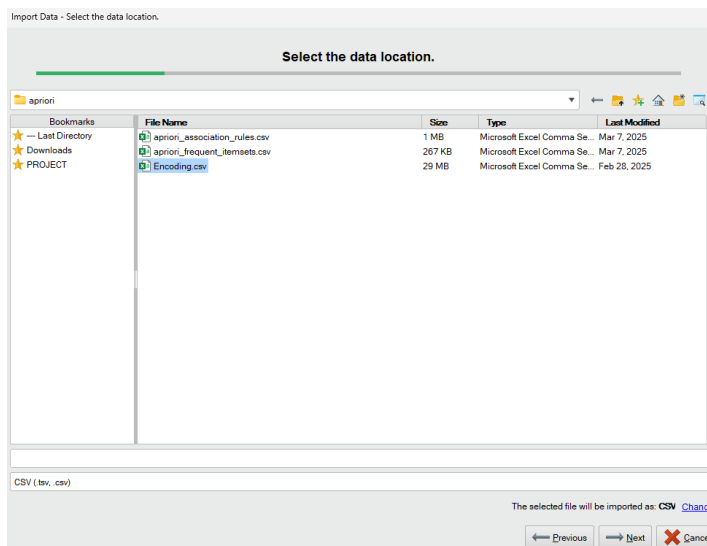 Import Data - Select the data location.
Select the data location.
apriori
Bookmarks File Name Size Type Last Modified
--- Last Directory apriori_association_rules.csv 1 MB Microsoft Excel Comma Se... Mar 7, 2025
Downloads apriori_frequent_itemsets.csv 267 KB Microsoft Excel Comma Se... Mar 7, 2025
PROJECT Encoding.csv 29 MB Microsoft Excel Comma Se... Feb 28, 2025
CSV (.tsv, .csv)
The selected file will be imported as: CSV Chang
Previous Next Cance